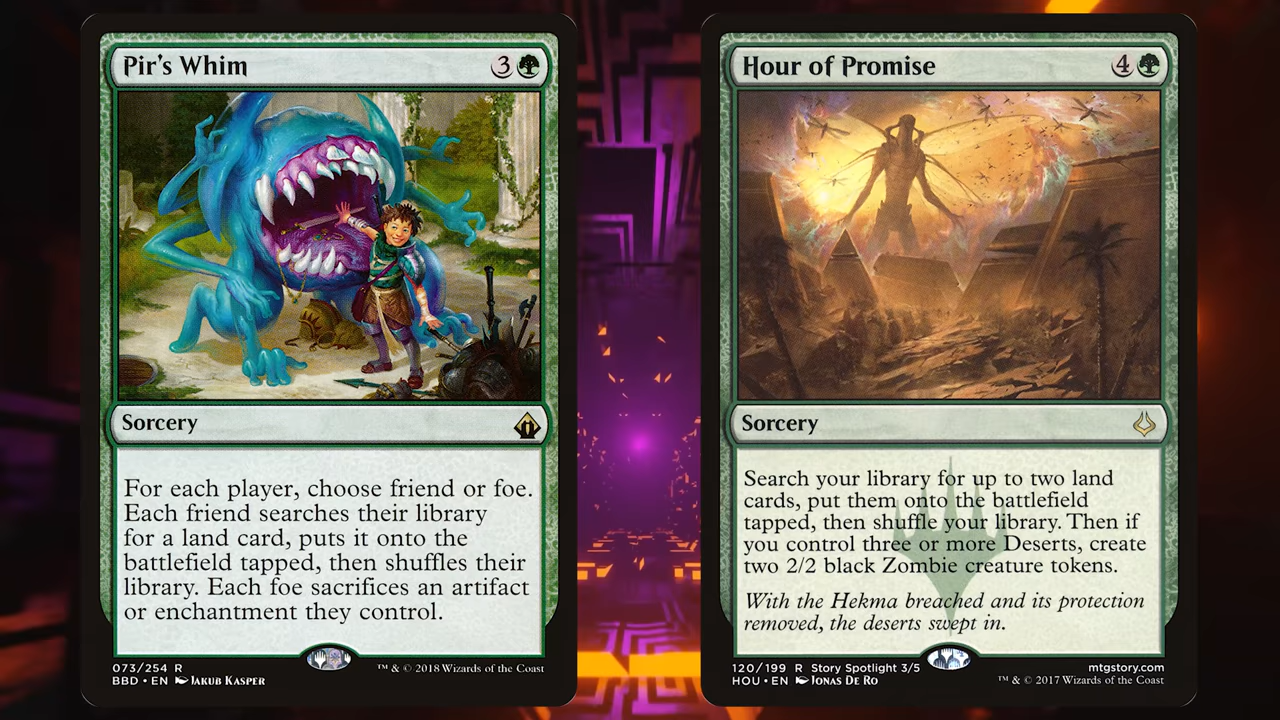 Pir's Whim
3
Sorcery
For each player, choose friend or foe.
Each friend searches their library
for a land card, puts it onto the
battlefield tapped, then shuffles their
library. Each foe sacrifices an artifact
or enchantment they control.
073/254 R
BBD • EN Jakub Kasper
™ & © 2018 Wizards of the Coast
Hour of Promise
4
Sorcery
Search your library for up to two land
cards, put them onto the battlefield
tapped, then shuffle your library. Then if
you control three or more Deserts, create
two 2/2 black Zombie creature tokens.
With the Hekma breached and its protection
removed, the deserts swept in.
120/199 R Story Spotlight 3/5
HOU • EN Jonas De Ro
mtgstory.com
™ & © 2017 Wizards of the Coast